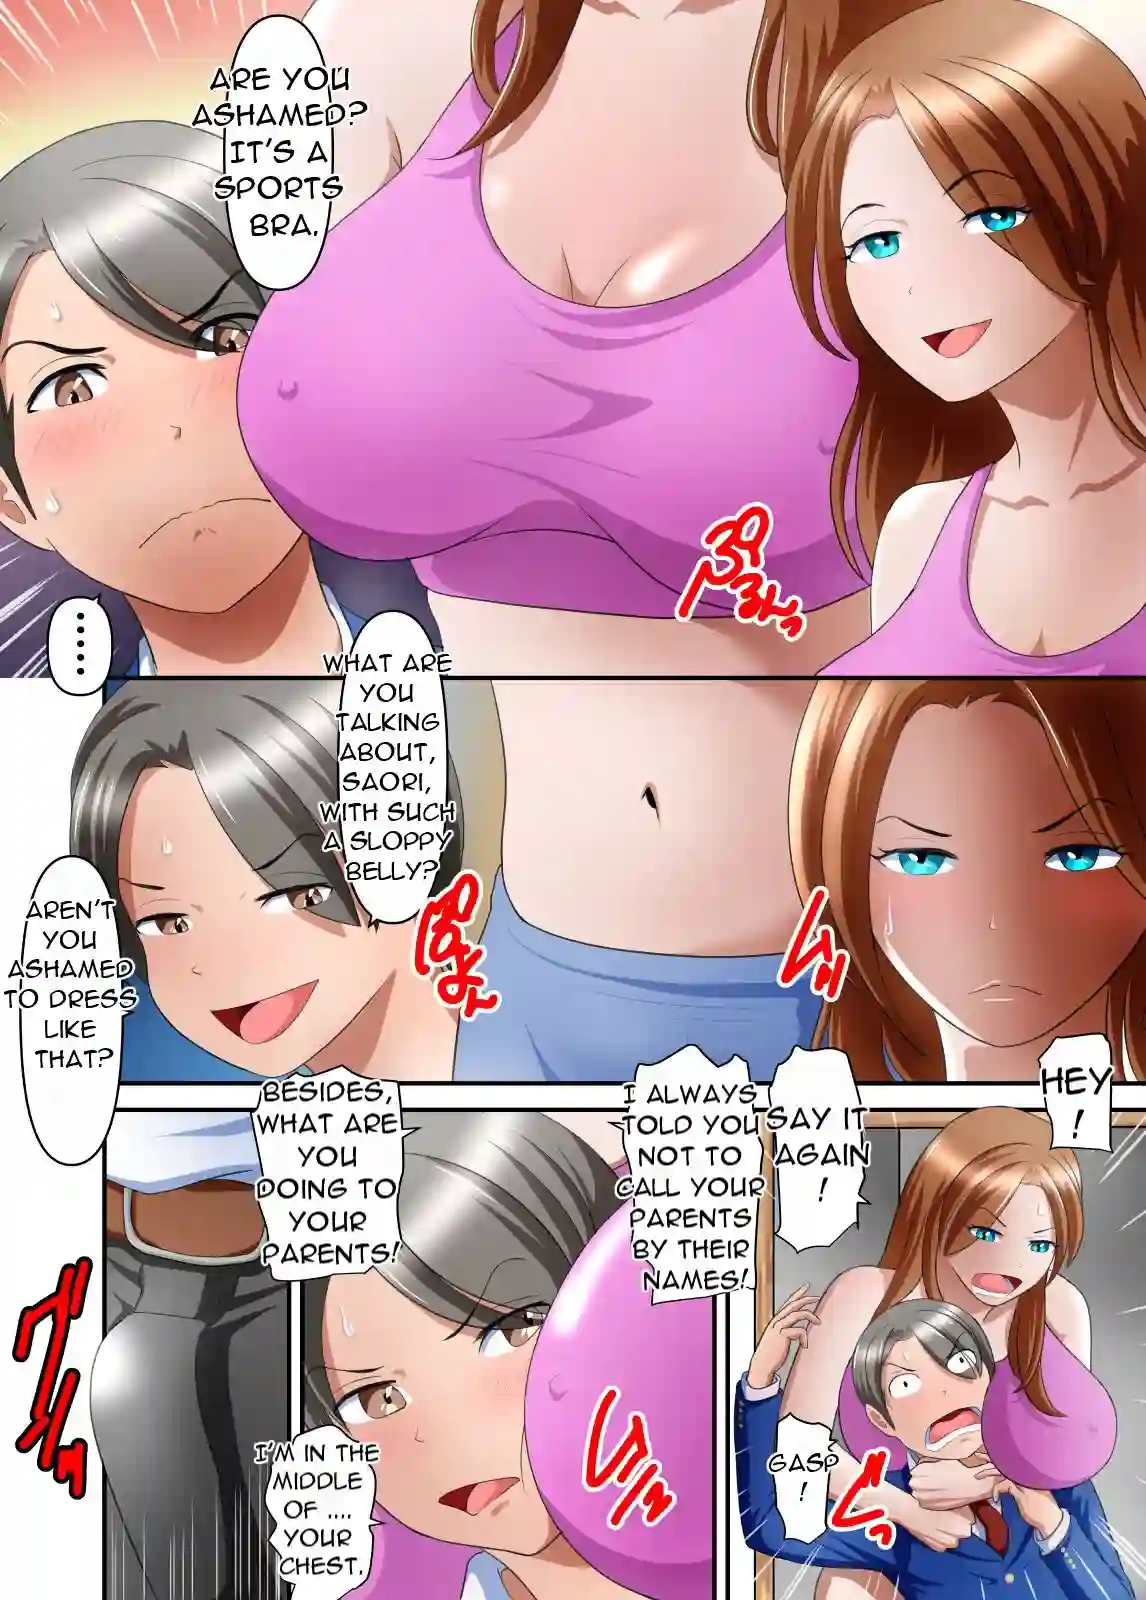 ARE YOU
ASHAMED?
IT'S A
SPORTS
BRA.
WHAT ARE
YOU
TALKING
ABOUT,
SAORI,
WITH SUCH
A SLOPPY
BELLY?
AREN'T
YOU
ASHAMED
TO DRESS
LIKE
THAT?
HEY
!
SAY IT
AGAIN
!
I ALWAYS
TOLD YOU
NOT TO
CALL YOUR
PARENTS
BY THEIR
NAMES!
GASP
!
BESIDES,
WHAT ARE
YOU
DOING TO
YOUR
PARENTS!
I'M IN THE
MIDDLE
OF ....
YOUR
CHEST.